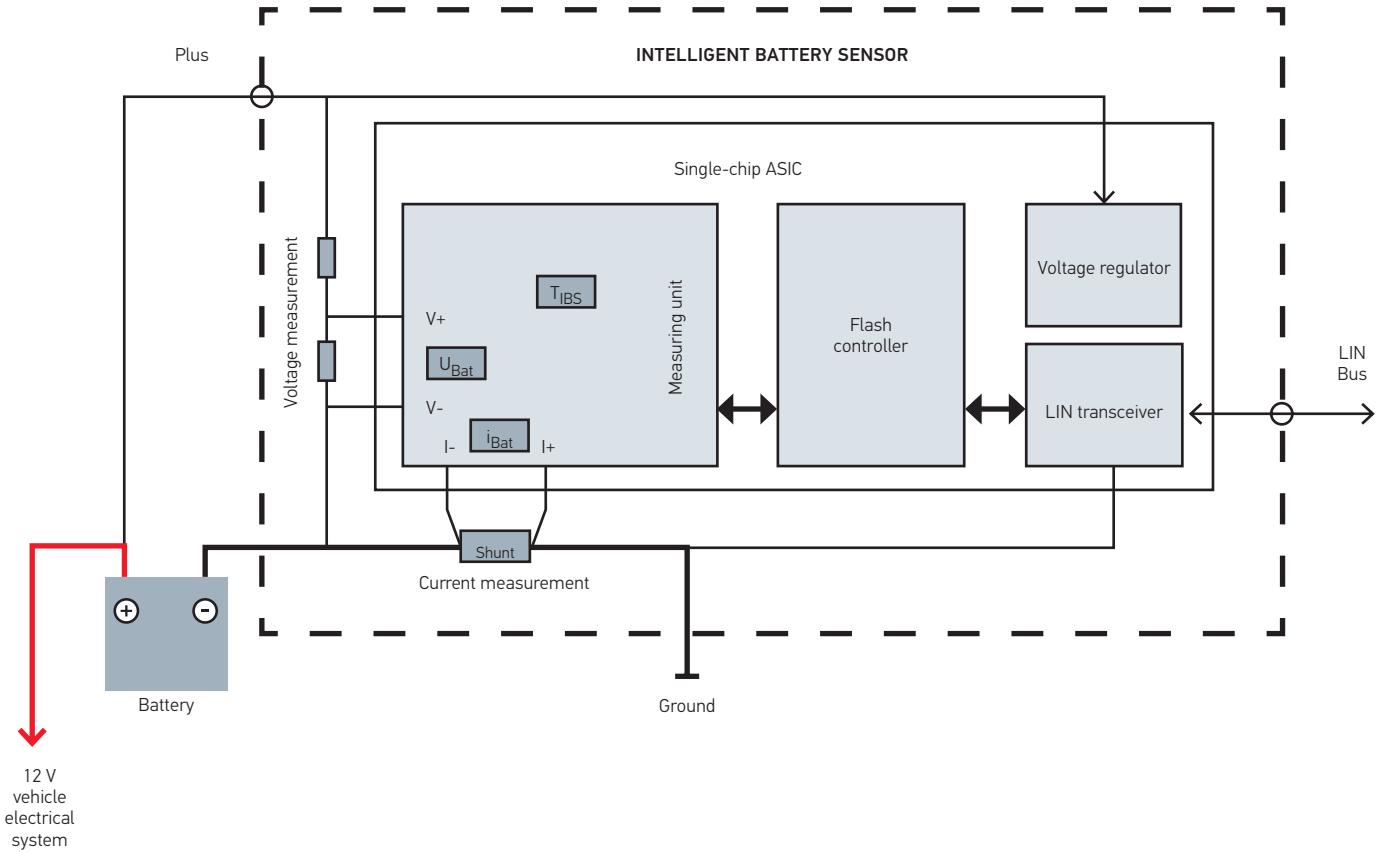 Plus
INTELLIGENT BATTERY SENSOR
Single-chip ASIC
Voltage measurement
V+
U_Bat
V-
T_IBS
i_Bat
I-
I+
Measuring unit
Flash
controller
Voltage regulator
LIN transceiver
LIN
Bus
Shunt
Current measurement
+
-
Battery
Ground
12 V
vehicle
electrical
system